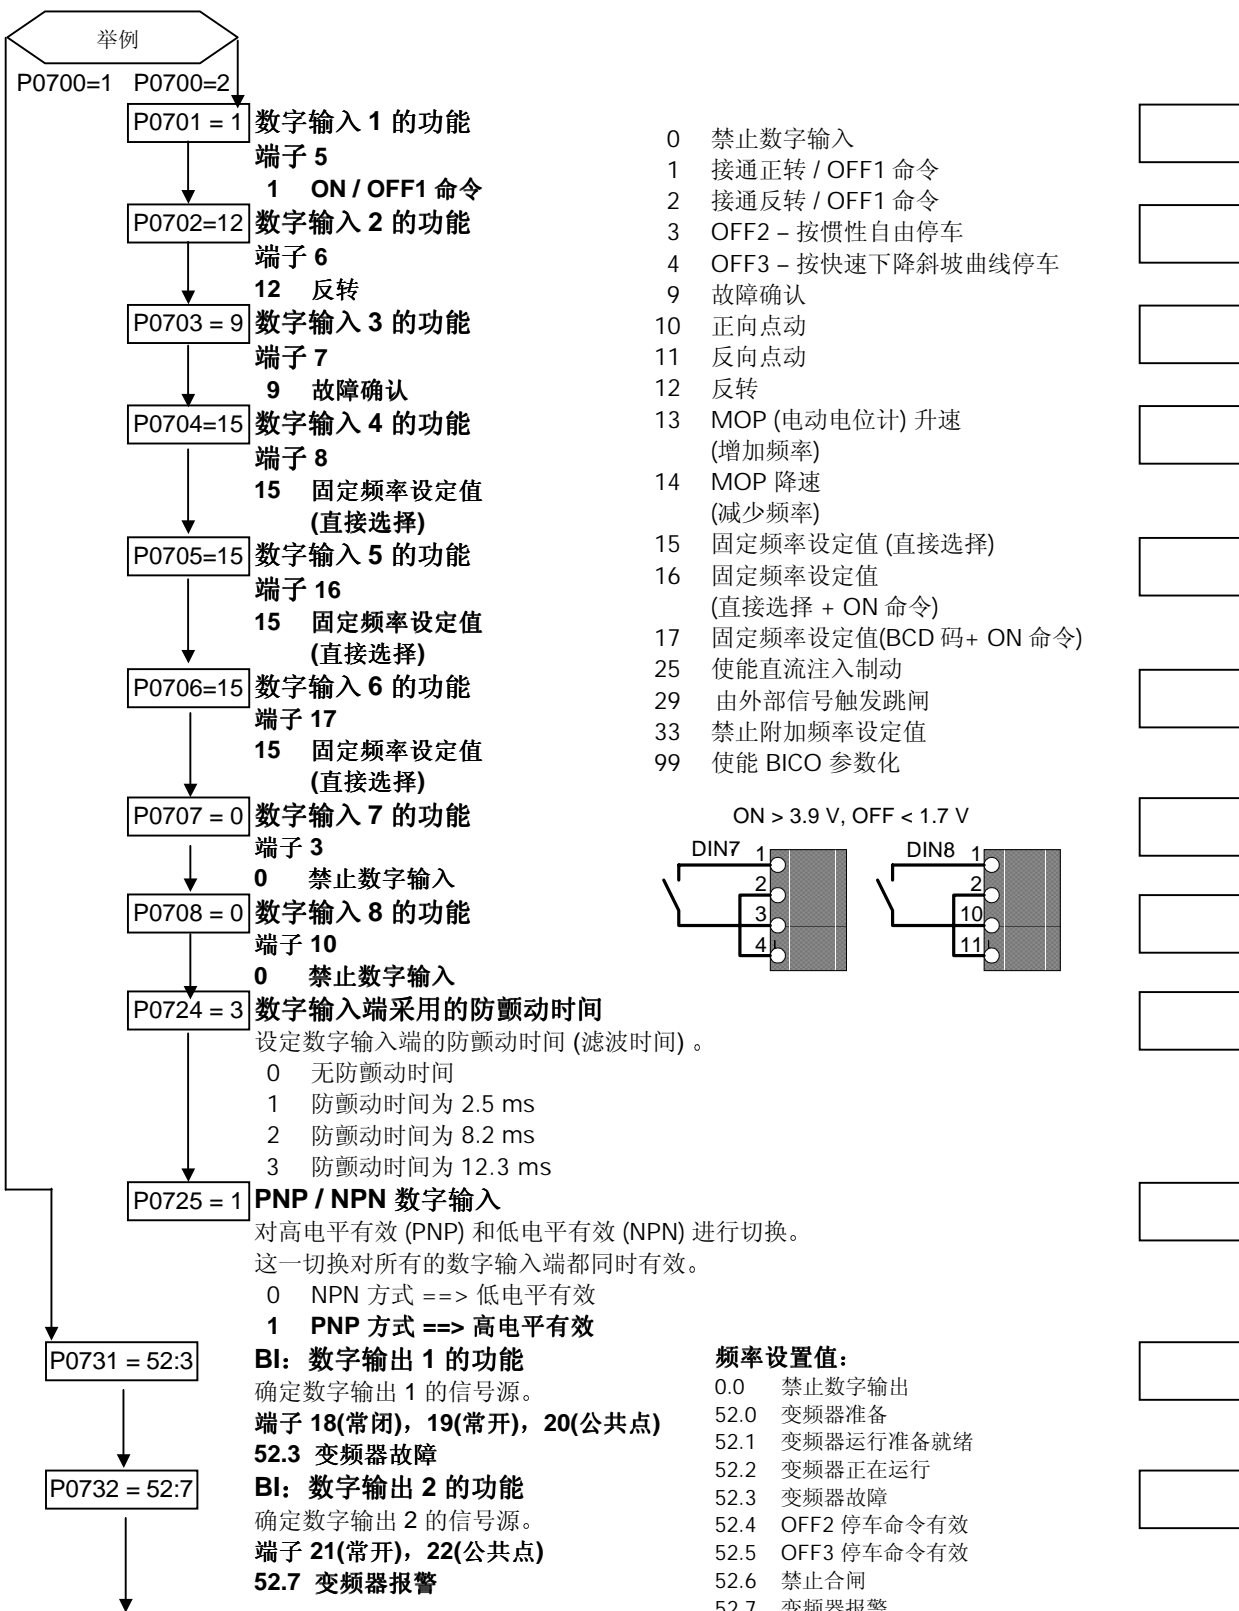 举例
P0700=1 P0700=2
P0701 = 1 数字输入 1 的功能
端子 5
1 ON / OFF1 命令
P0702=12 数字输入 2 的功能
端子 6
12 反转
P0703 = 9 数字输入 3 的功能
端子 7
9 故障确认
P0704=15 数字输入 4 的功能
端子 8
15 固定频率设定值
(直接选择)
P0705=15 数字输入 5 的功能
端子 16
15 固定频率设定值
(直接选择)
P0706=15 数字输入 6 的功能
端子 17
15 固定频率设定值
(直接选择)
P0707 = 0 数字输入 7 的功能
端子 3
0 禁止数字输入
P0708 = 0 数字输入 8 的功能
端子 10
0 禁止数字输入
0 禁止数字输入
1 接通正转 / OFF1 命令
2 接通反转 / OFF1 命令
3 OFF2 – 按惯性自由停车
4 OFF3 – 按快速下降斜坡曲线停车
9 故障确认
10 正向点动
11 反向点动
12 反转
13 MOP (电动电位计) 升速
(增加频率)
14 MOP 降速
(减少频率)
15 固定频率设定值 (直接选择)
16 固定频率设定值
(直接选择 + ON 命令)
17 固定频率设定值(BCD 码+ ON 命令)
25 使能直流注入制动
29 由外部信号触发跳闸
33 禁止附加频率设定值
99 使能 BICO 参数化
ON > 3.9 V, OFF < 1.7 V
DIN7 1
2
3
4
DIN8 1
2
10
11
P0724 = 3 数字输入端采用的防颤动时间
设定数字输入端的防颤动时间 (滤波时间) 。
0 无防颤动时间
1 防颤动时间为 2.5 ms
2 防颤动时间为 8.2 ms
3 防颤动时间为 12.3 ms
P0725 = 1 PNP / NPN 数字输入
对高电平有效 (PNP) 和低电平有效 (NPN) 进行切换。
这一切换对所有的数字输入端都同时有效。
0 NPN 方式 ==> 低电平有效
1 PNP 方式 ==> 高电平有效
P0731 = 52:3 BI：数字输出 1 的功能
确定数字输出 1 的信号源。
端子 18(常闭)，19(常开)，20(公共点)
52.3 变频器故障
P0732 = 52:7 BI：数字输出 2 的功能
确定数字输出 2 的信号源。
端子 21(常开)，22(公共点)
52.7 变频器报警
频率设置值：
0.0 禁止数字输出
52.0 变频器准备
52.1 变频器运行准备就绪
52.2 变频器正在运行
52.3 变频器故障
52.4 OFF2 停车命令有效
52.5 OFF3 停车命令有效
52.6 禁止合闸
52.7 变频器报警